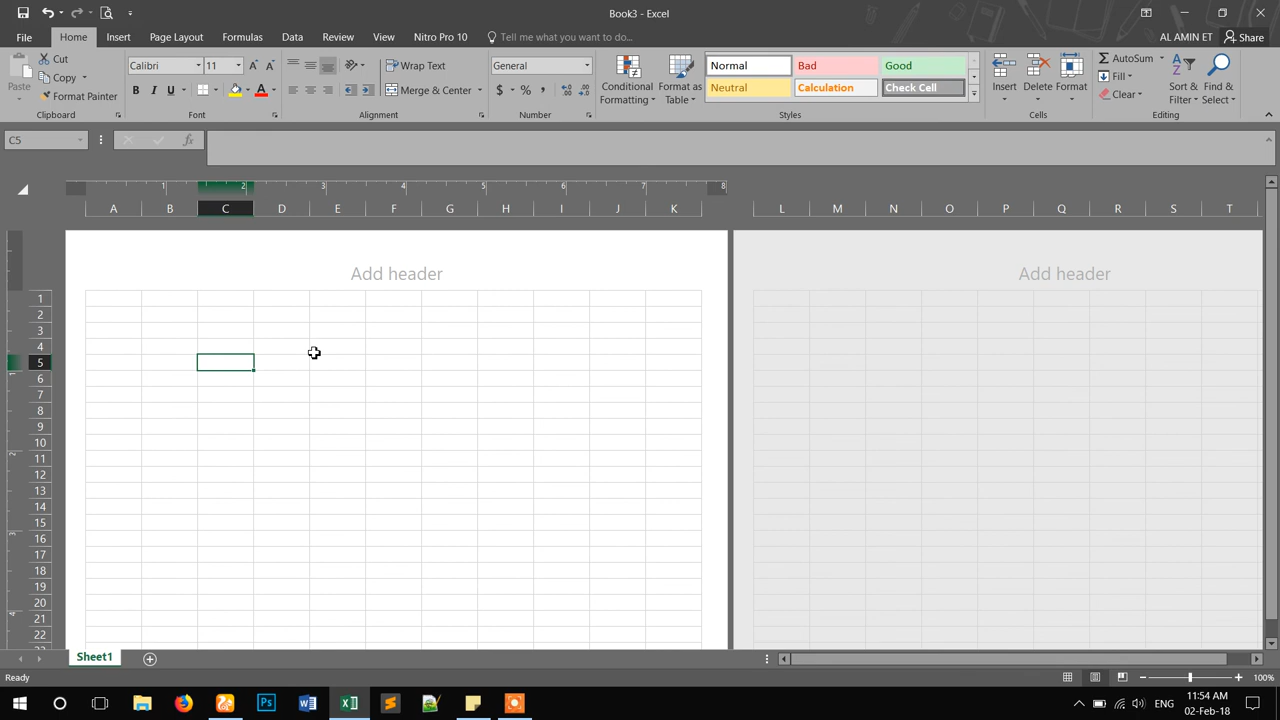 Book3 - Excel
File Home Insert Page Layout Formulas Data Review View Nitro Pro 10 Tell me what you want to do... AL AMIN ET Share
Paste Cut Copy Format Painter Clipboard
Calibri 11 B I U A A A Font
Wrap Text Merge & Center Alignment
General $ % , Number
Conditional Formatting Format as Table
Normal Bad Good
Neutral Calculation Check Cell
Styles
Insert Delete Format Cells
AutoSum Fill Clear Sort & Filter Find & Select Editing
C5 fx
1 2 3 4 5 6 7 8
A B C D E F G H I J K L M N O P Q R S T
Add header Add header
1
2
3
4
5
6
7
8
9
10
11
12
13
14
15
16
17
18
19
20
21
22
Sheet1
Ready 100%
ENG 11:54 AM
02-Feb-18